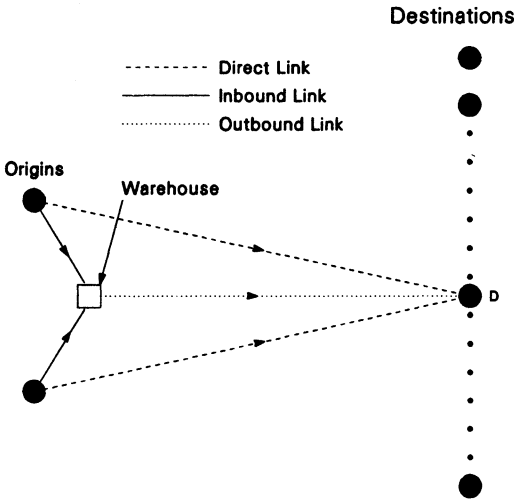 Destinations
Direct Link
Inbound Link
Outbound Link
Origins
Warehouse
D